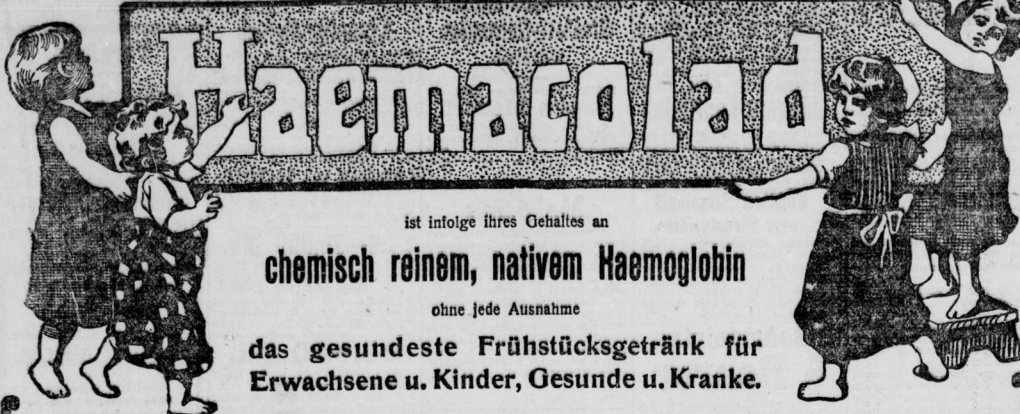 Haemacolad
ist infolge ihres Gehaltes an
chemisch reinem, nativem Haemoglobin
ohne jede Ausnahme
das gesundeste Frühstücksgetränk für
Erwachsene u. Kinder, Gesunde u. Kranke.